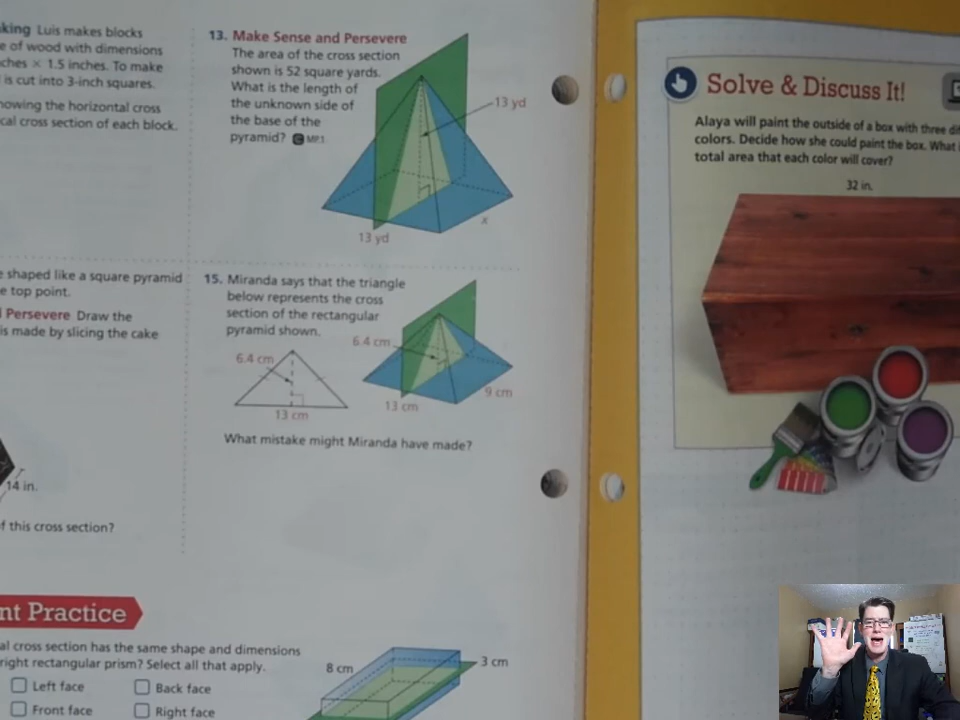 king Luis makes blocks
e of wood with dimensions
ches × 1.5 inches. To make
is cut into 3-inch squares.
howing the horizontal cross
cal cross section of each block.
13. Make Sense and Persevere
The area of the cross section
shown is 52 square yards.
What is the length of
the unknown side of
the base of the
pyramid? MP.1
13 yd
13 yd
x
e shaped like a square pyramid
e top point.
Persevere Draw the
is made by slicing the cake
14 in.
f this cross section?
15. Miranda says that the triangle
below represents the cross
section of the rectangular
pyramid shown.
6.4 cm
13 cm
6.4 cm
13 cm
9 cm
What mistake might Miranda have made?
nt Practice
al cross section has the same shape and dimensions
right rectangular prism? Select all that apply.
Left face
Back face
Front face
Right face
8 cm
3 cm
Solve & Discuss It!
Alaya will paint the outside of a box with three dif
colors. Decide how she could paint the box. What i
total area that each color will cover?
32 in.